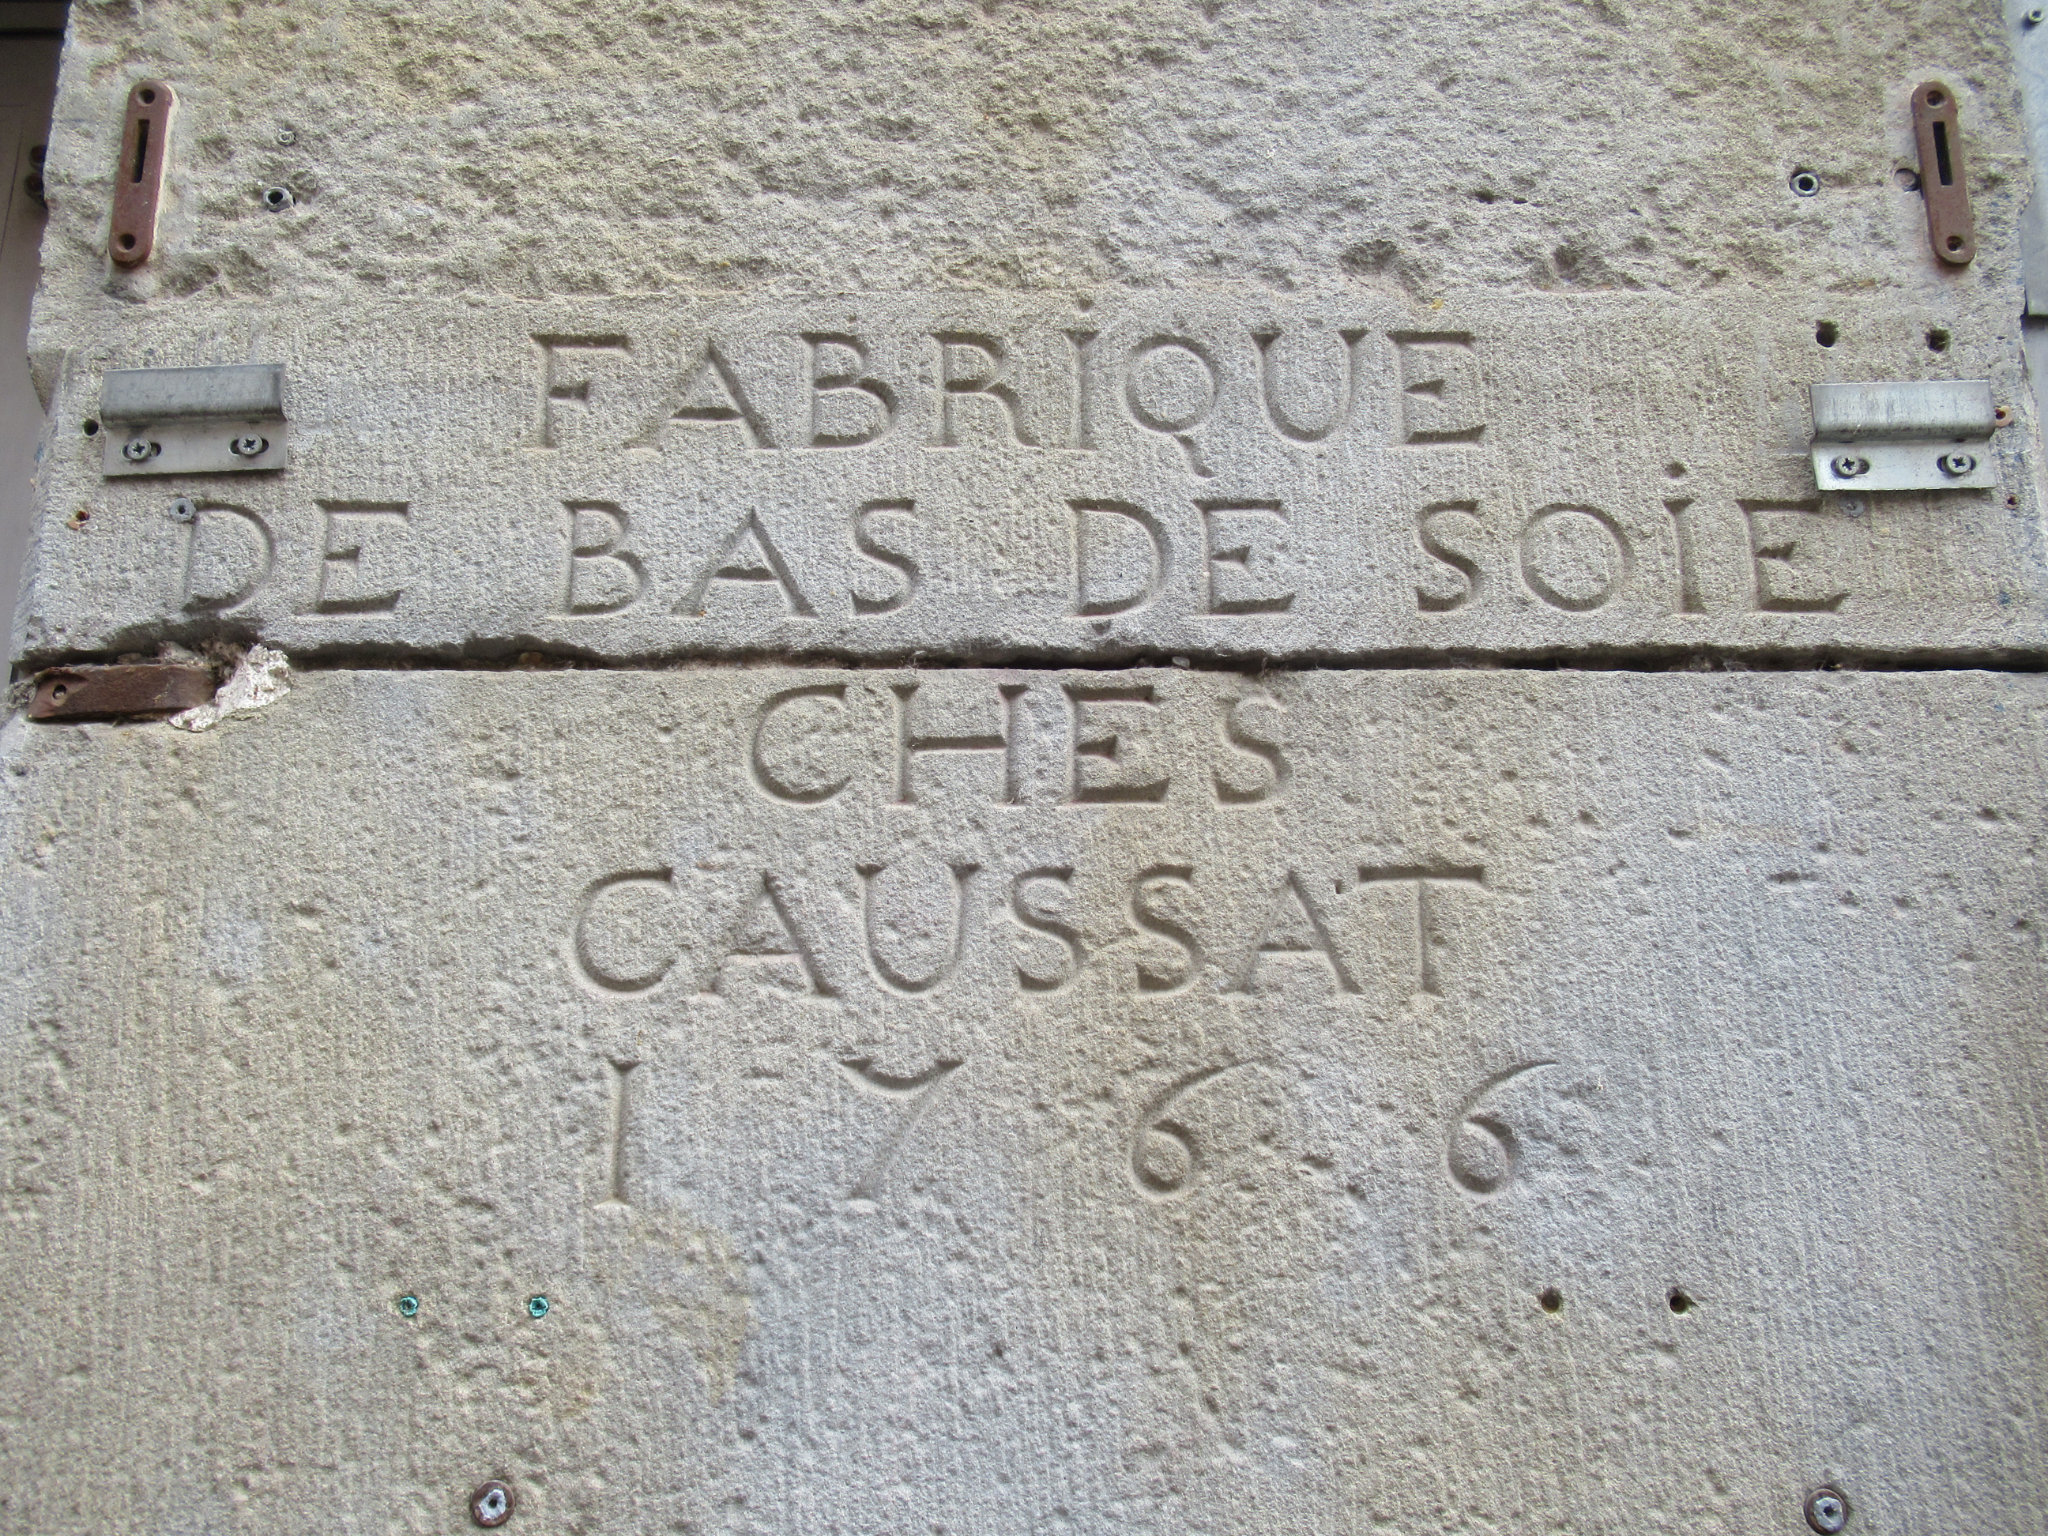 FABRiQUE
DE BAS DE SOiE
CHES
CAUSSAT
1766